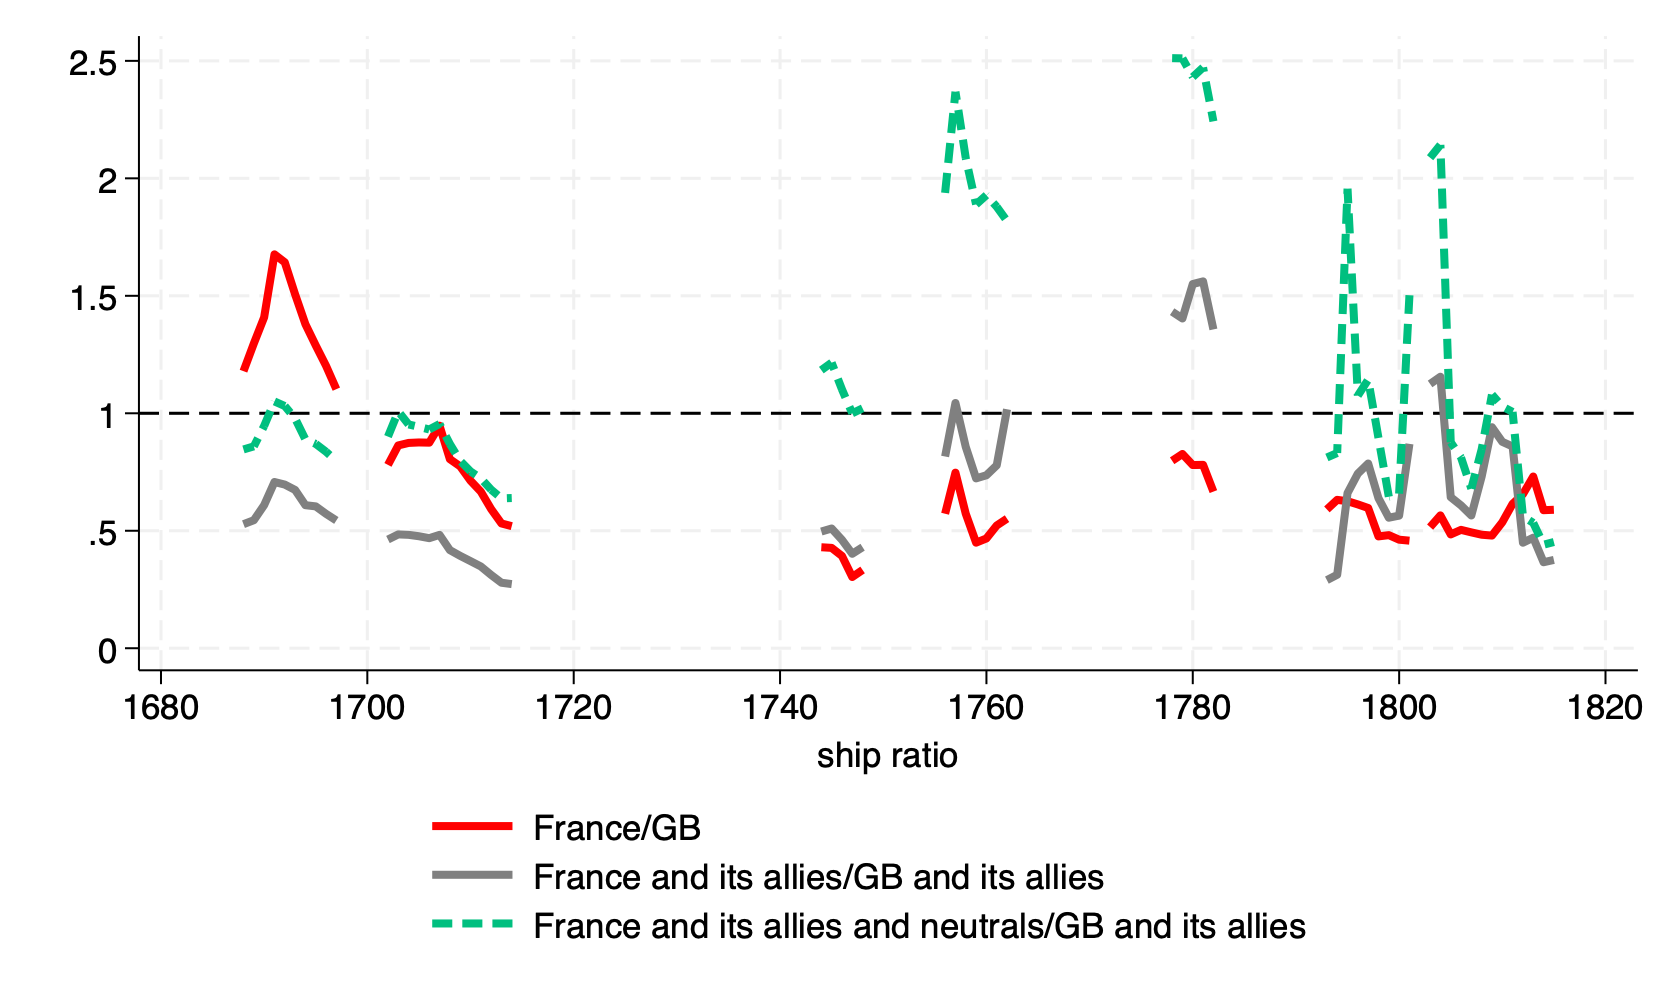 2.5
2
1.5
1
.5
0
1680 1700 1720 1740 1760 1780 1800 1820
ship ratio
France/GB
France and its allies/GB and its allies
France and its allies and neutrals/GB and its allies